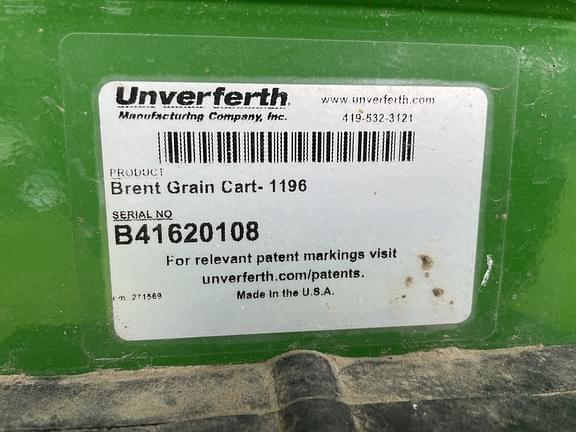 Unverferth
Manufacturing Company, Inc.
www.unverferth.com
419-532-3121
PRODUCT
Brent Grain Cart- 1196
SERIAL NO
B41620108
For relevant patent markings visit
unverferth.com/patents.
Made in the U.S.A.
271569